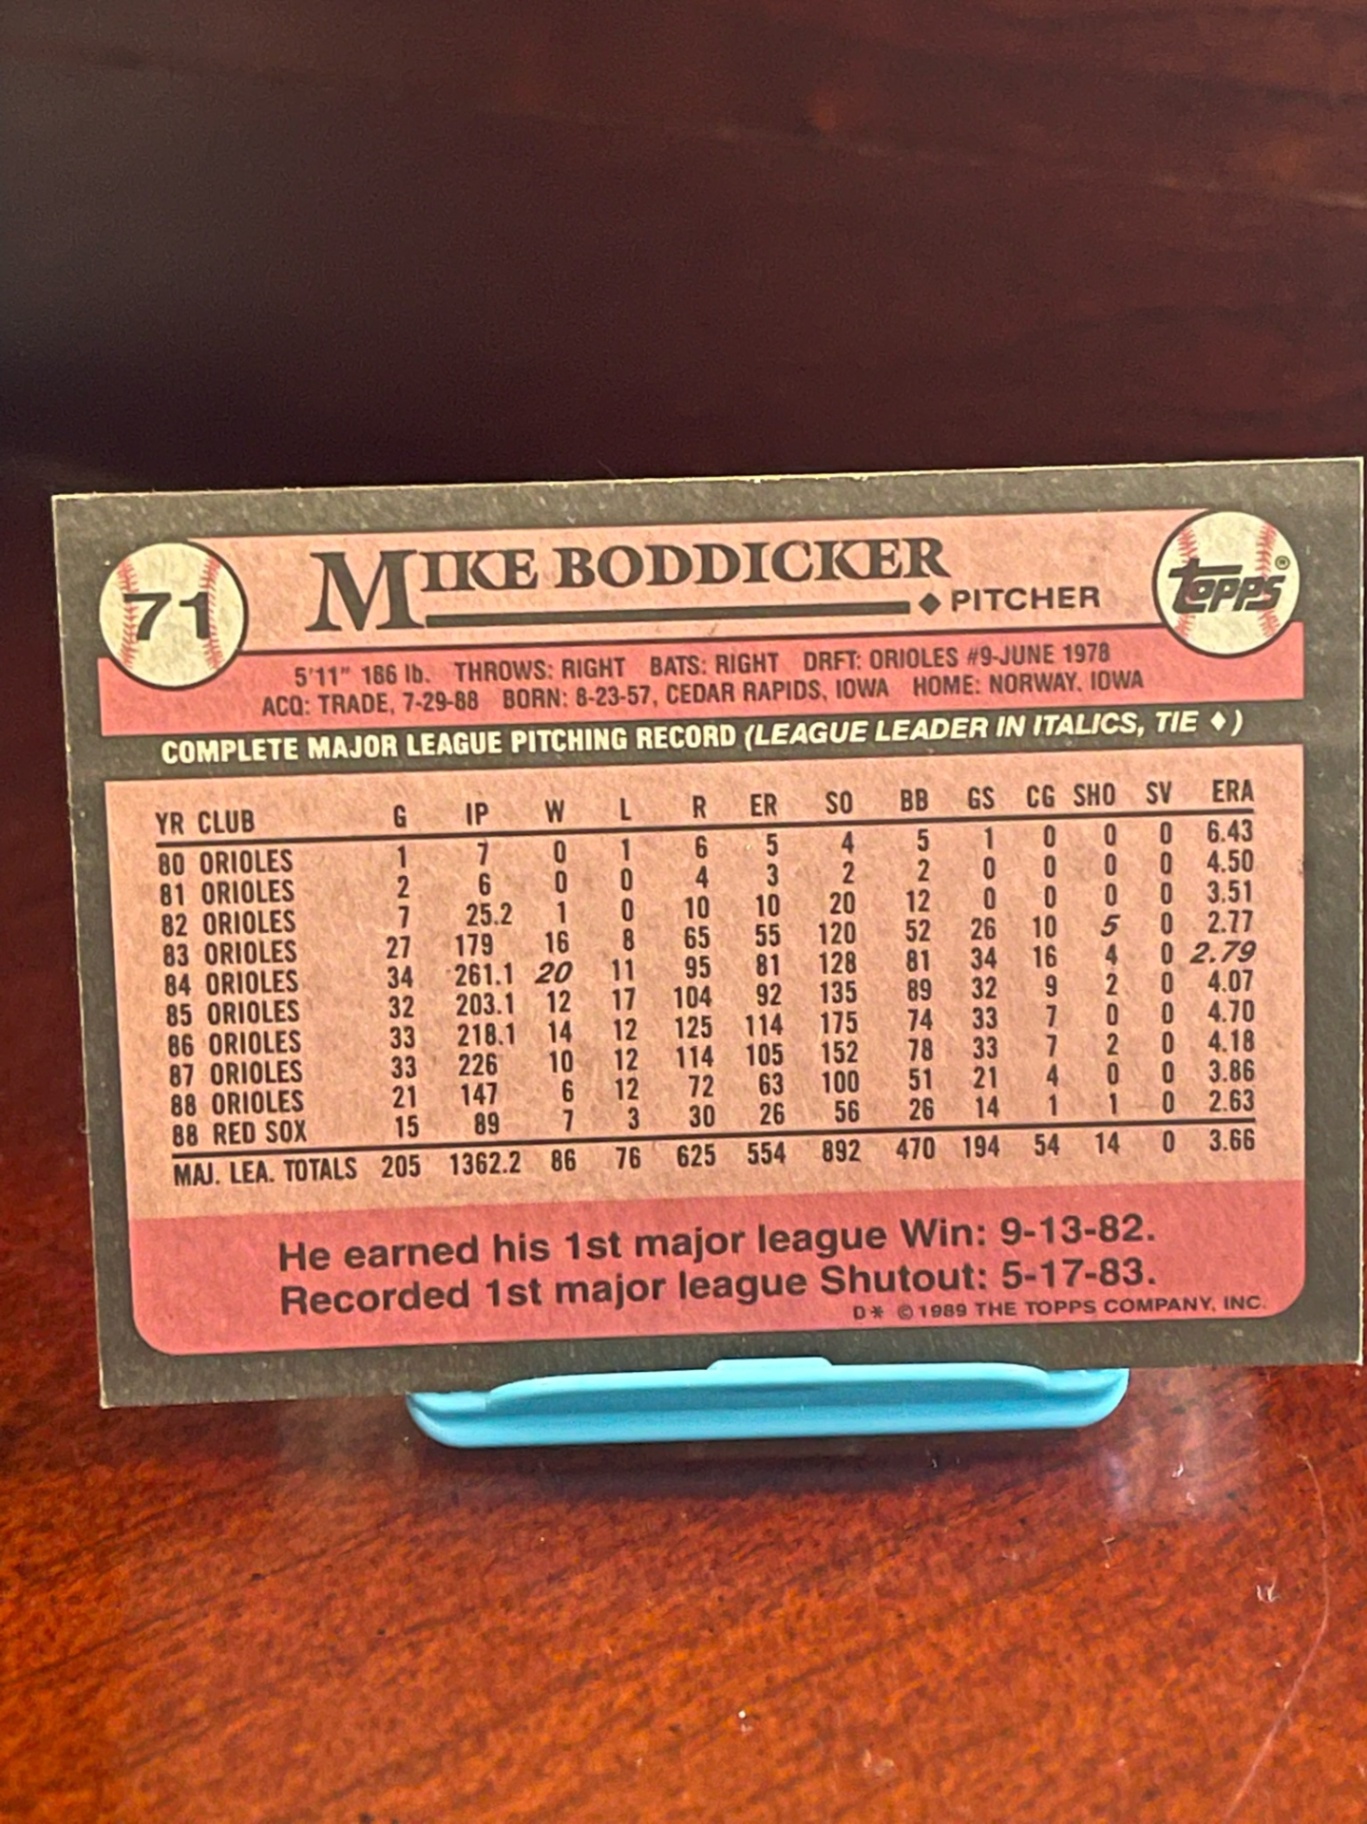 71
MIKE BODDICKER
♦ PITCHER
topps®
5'11" 186 lb. THROWS: RIGHT BATS: RIGHT DRFT: ORIOLES #9-JUNE 1978
ACQ: TRADE, 7-29-88 BORN: 8-23-57, CEDAR RAPIDS, IOWA HOME: NORWAY, IOWA
COMPLETE MAJOR LEAGUE PITCHING RECORD (LEAGUE LEADER IN ITALICS, TIE ♦)
YR CLUB G IP W L R ER SO BB GS CG SHO SV ERA
80 ORIOLES 1 7 0 1 6 5 4 5 1 0 0 0 6.43
81 ORIOLES 2 6 0 0 4 3 2 2 0 0 0 0 4.50
82 ORIOLES 7 25.2 1 0 10 10 20 12 0 0 0 0 3.51
83 ORIOLES 27 179 16 8 65 55 120 52 26 10 5 0 2.77
84 ORIOLES 34 261.1 20 11 95 81 128 81 34 16 4 0 2.79
85 ORIOLES 32 203.1 12 17 104 92 135 89 32 9 2 0 4.07
86 ORIOLES 33 218.1 14 12 125 114 175 74 33 7 0 0 4.70
87 ORIOLES 33 226 10 12 114 105 152 78 33 7 2 0 4.18
88 ORIOLES 21 147 6 12 72 63 100 51 21 4 0 0 3.86
88 RED SOX 15 89 7 3 30 26 56 26 14 1 1 0 2.63
MAJ. LEA. TOTALS 205 1362.2 86 76 625 554 892 470 194 54 14 0 3.66
He earned his 1st major league Win: 9-13-82.
Recorded 1st major league Shutout: 5-17-83.
D* © 1989 THE TOPPS COMPANY, INC.